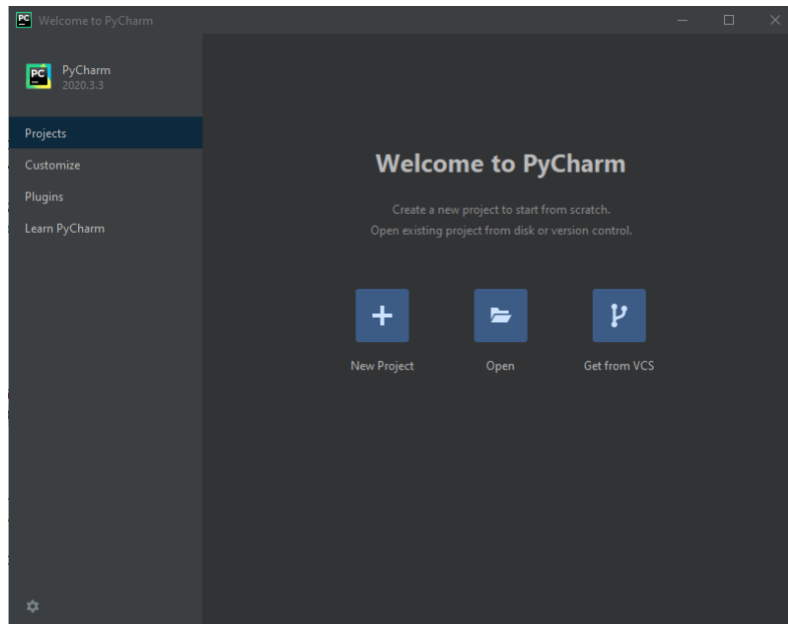 Welcome to PyCharm
PyCharm
2020.3.3
Projects
Customize
Plugins
Learn PyCharm
Welcome to PyCharm
Create a new project to start from scratch.
Open existing project from disk or version control.
New Project
Open
Get from VCS